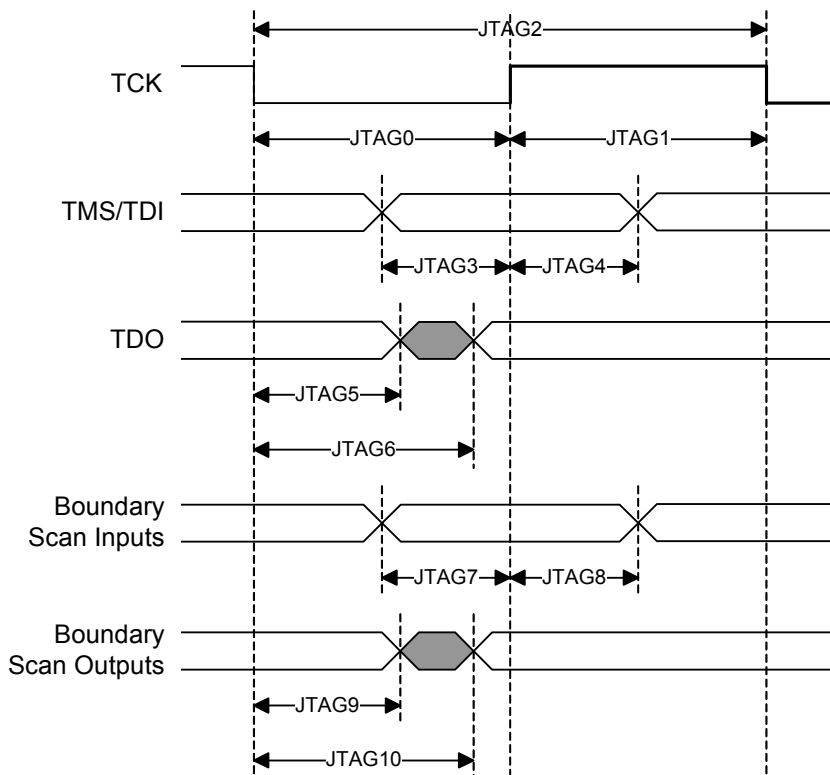 JTAG2
TCK
JTAG0
JTAG1
TMS/TDI
JTAG3
JTAG4
TDO
JTAG5
JTAG6
Boundary
Scan Inputs
JTAG7
JTAG8
Boundary
Scan Outputs
JTAG9
JTAG10